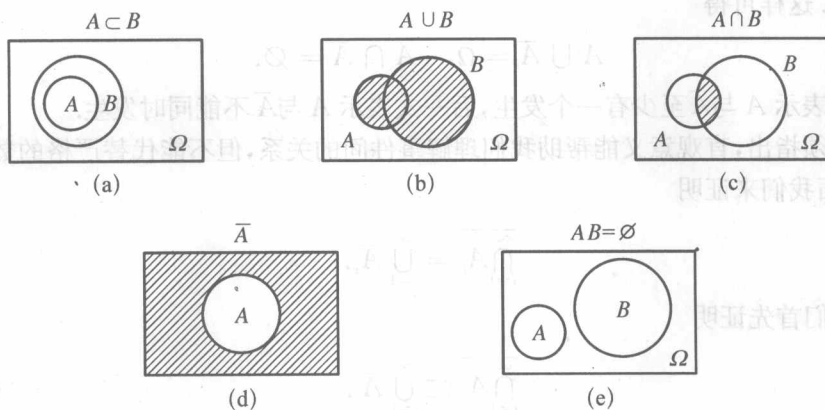 A ⊂ B
A ∪ B
A ∩ B
A B Ω
A B Ω
A B Ω
(a)
(b)
(c)
Ā
AB=∅
A
A B Ω
(d)
(e)